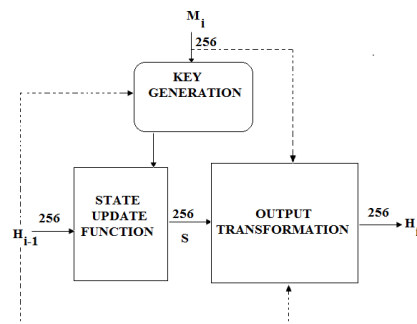 M i
256
KEY
GENERATION
STATE
UPDATE
FUNCTION
256
H i-1
256
S
OUTPUT
TRANSFORMATION
256
H i